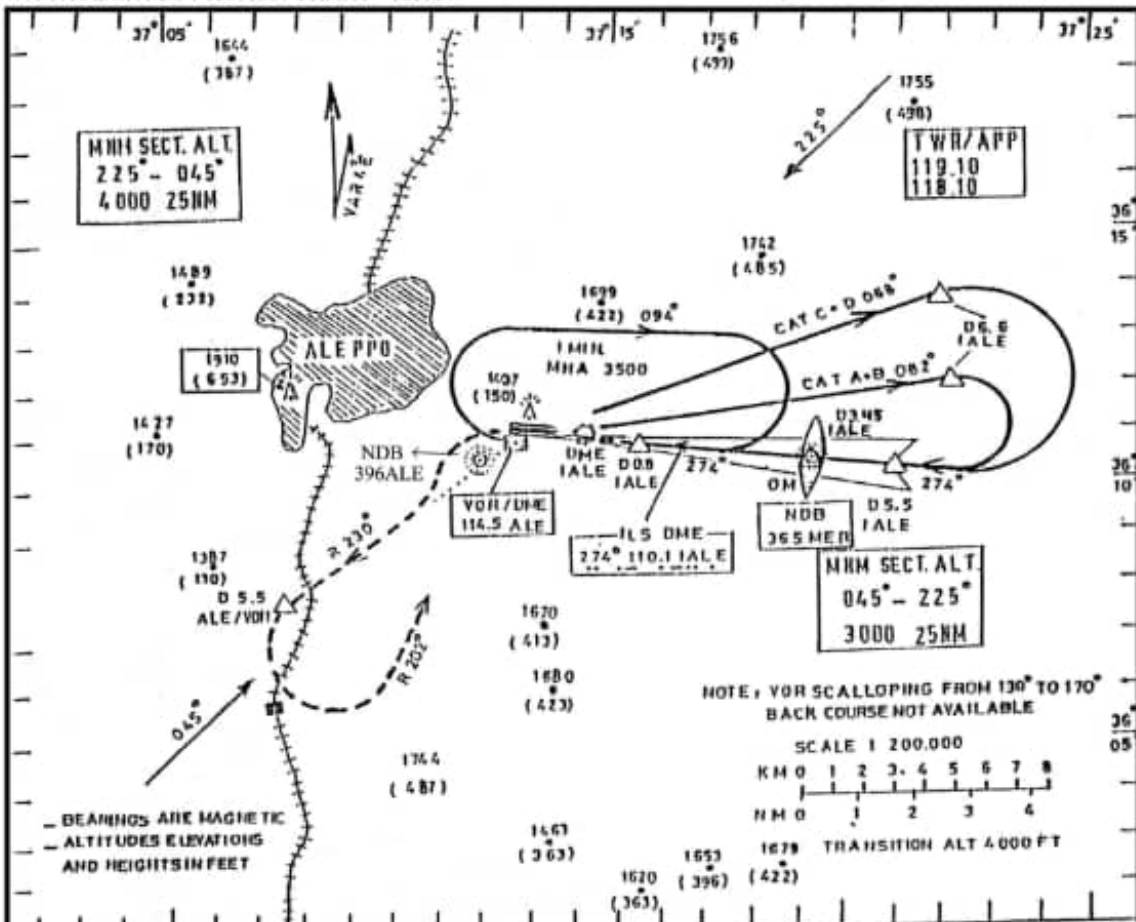 37° 05'
37° 15'
37° 25'
1644
(367)
1756
(499)
1755
(498)
225°
MNM SECT. ALT.
225° - 045°
4000 25NM
TWR/APP
119.10
118.10
36°
15'
1742
(485)
1489
(232)
1699
(422)
094°
CAT C+D 068°
D6.6
IALE
ALEPPO
1 MIN
MHA 3500
1910
(653)
CAT A+B 082°
1407
(150)
1427
(170)
NDB
396ALE
DME
IALE
D0.8
IALE
274°
D3.45
IALE
OM
274°
36°
10'
VOR/DME
114.5 ALE
ILS DME
274° 110.1 IALE
NDB
365 MER
D5.5
IALE
R 230°
1387
(110)
D 5.5
ALE/VOR
MNM SECT. ALT.
045° - 225°
3000 25NM
1670
(413)
R 202°
1680
(423)
045°
NOTE: VOR SCALLOPING FROM 130° TO 170°
BACK COURSE NOT AVAILABLE
36°
05'
SCALE 1 200.000
1744
(487)
KM 0 1 2 3 4 5 6 7 8
NM 0 1 2 3 4
_ BEARINGS ARE MAGNETIC
_ ALTITUDES ELEVATIONS
AND HEIGHTS IN FEET
TRANSITION ALT 4000 FT
1463
(363)
1653
(396)
1679
(422)
1620
(363)